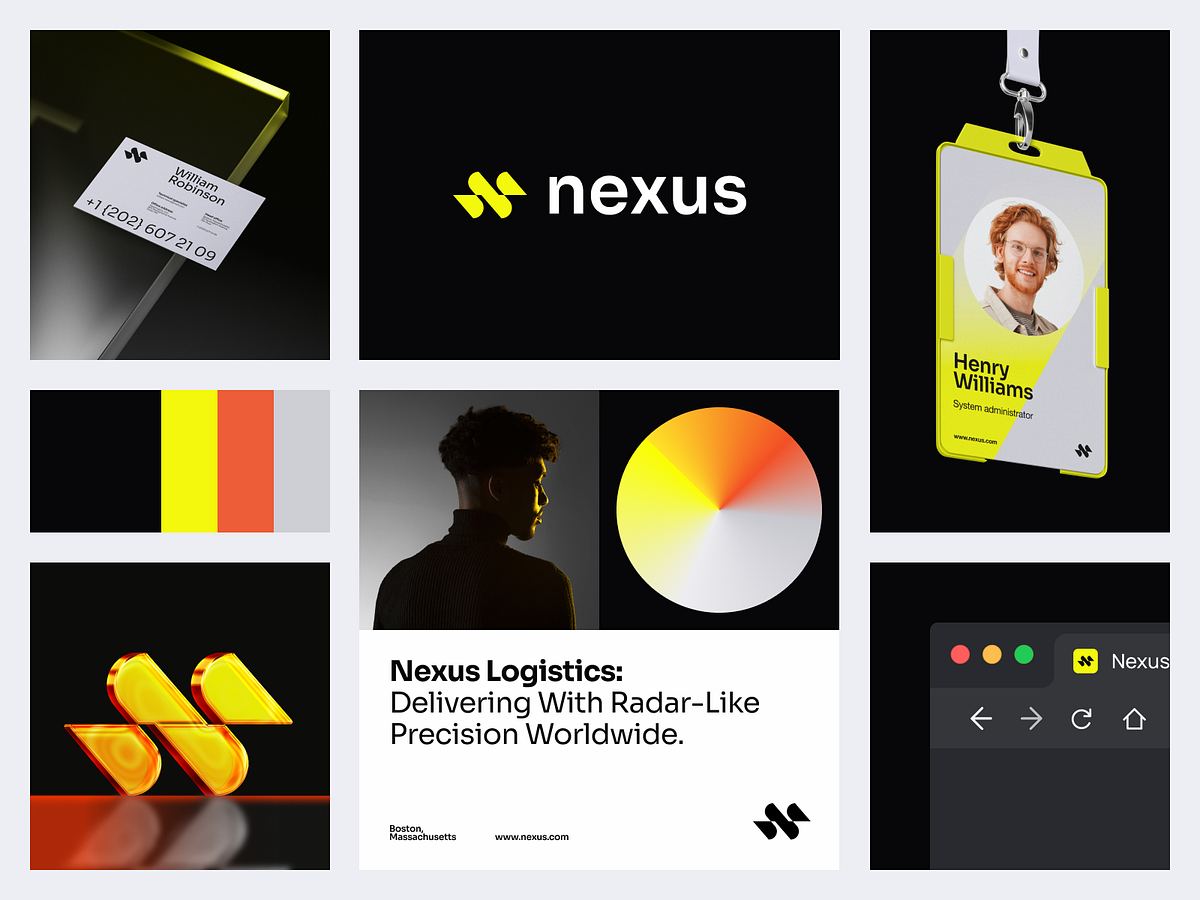 William
Robinson
+1 (202) 607 21 09
nexus
Henry
Williams
System administrator
www.nexus.com
Nexus Logistics:
Delivering With Radar-Like
Precision Worldwide.
Boston,
Massachusetts
www.nexus.com
Nexus